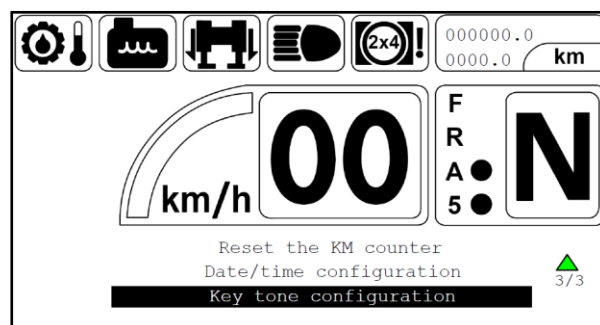 2x4 !
000000.0
0000.0 km
km/h 00
F
R
A
5
N
Reset the KM counter
Date/time configuration
Key tone configuration
3/3